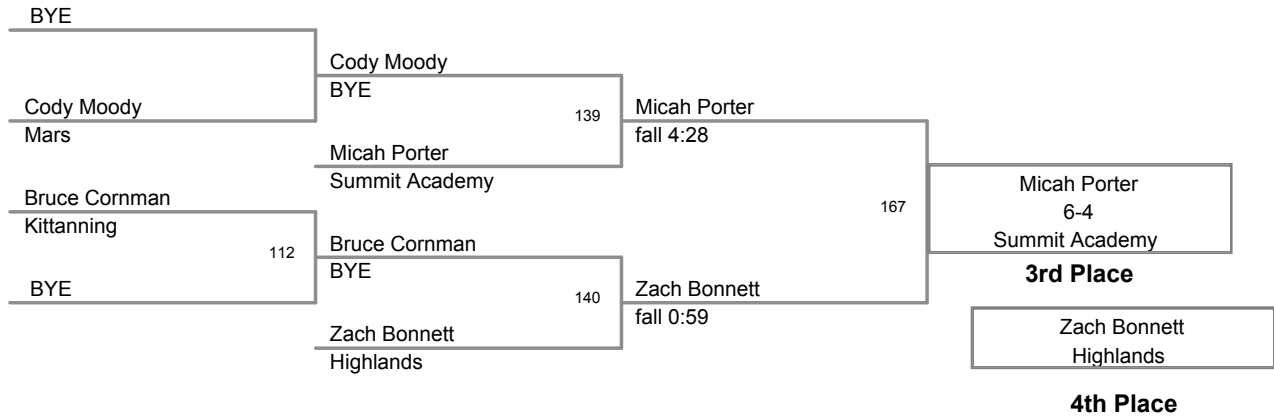 BYE
Cody Moody
BYE
Cody Moody
Mars
139
Micah Porter
fall 4:28
Micah Porter
Summit Academy
Micah Porter
6-4
Summit Academy
3rd Place
167
Bruce Cornman
Kittanning
112
Bruce Cornman
BYE
BYE
140
Zach Bonnett
fall 0:59
Zach Bonnett
Highlands
Zach Bonnett
Highlands
4th Place